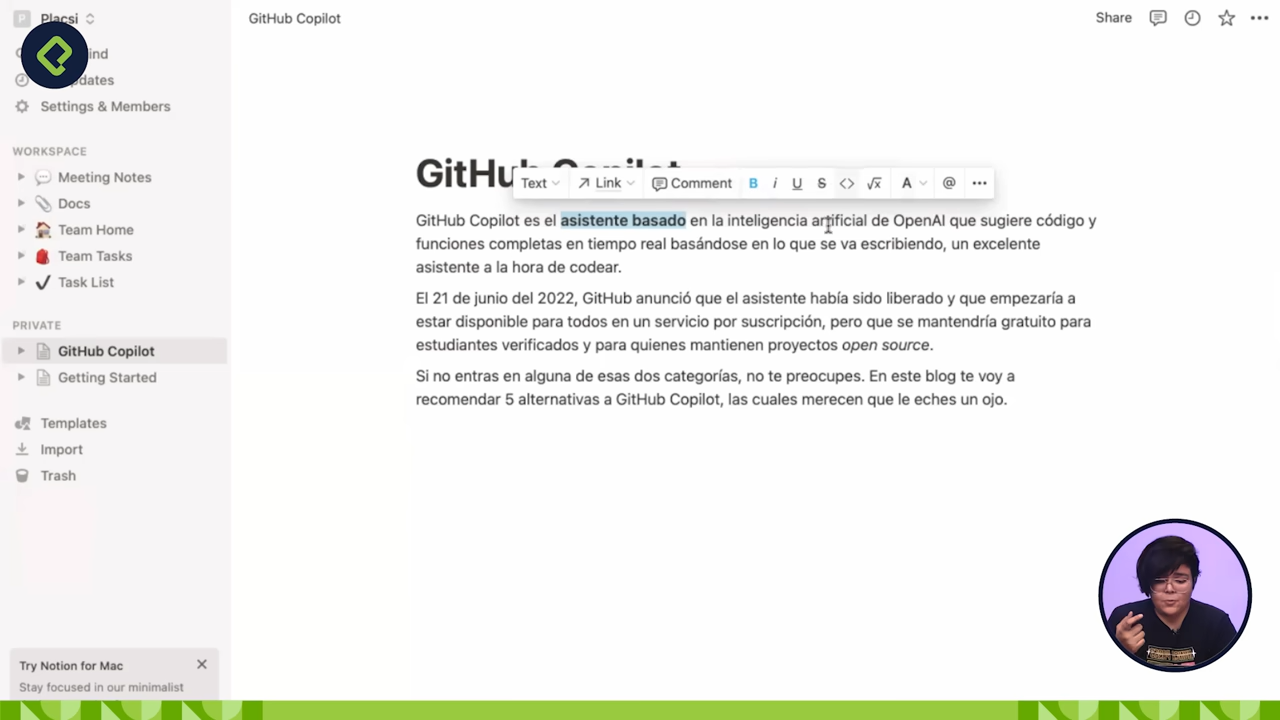 P Placsi
GitHub Copilot
Share
ind
dates
Settings & Members
WORKSPACE
Meeting Notes
Docs
Team Home
Team Tasks
Task List
PRIVATE
GitHub Copilot
Getting Started
Templates
Import
Trash
Try Notion for Mac
Stay focused in our minimalist
GitHub Copilot
Text Link Comment B i U S <> √x A @
GitHub Copilot es el asistente basado en la inteligencia artificial de OpenAI que sugiere código y
funciones completas en tiempo real basándose en lo que se va escribiendo, un excelente
asistente a la hora de codear.
El 21 de junio del 2022, GitHub anunció que el asistente había sido liberado y que empezaría a
estar disponible para todos en un servicio por suscripción, pero que se mantendría gratuito para
estudiantes verificados y para quienes mantienen proyectos open source.
Si no entras en alguna de esas dos categorías, no te preocupes. En este blog te voy a
recomendar 5 alternativas a GitHub Copilot, las cuales merecen que le eches un ojo.